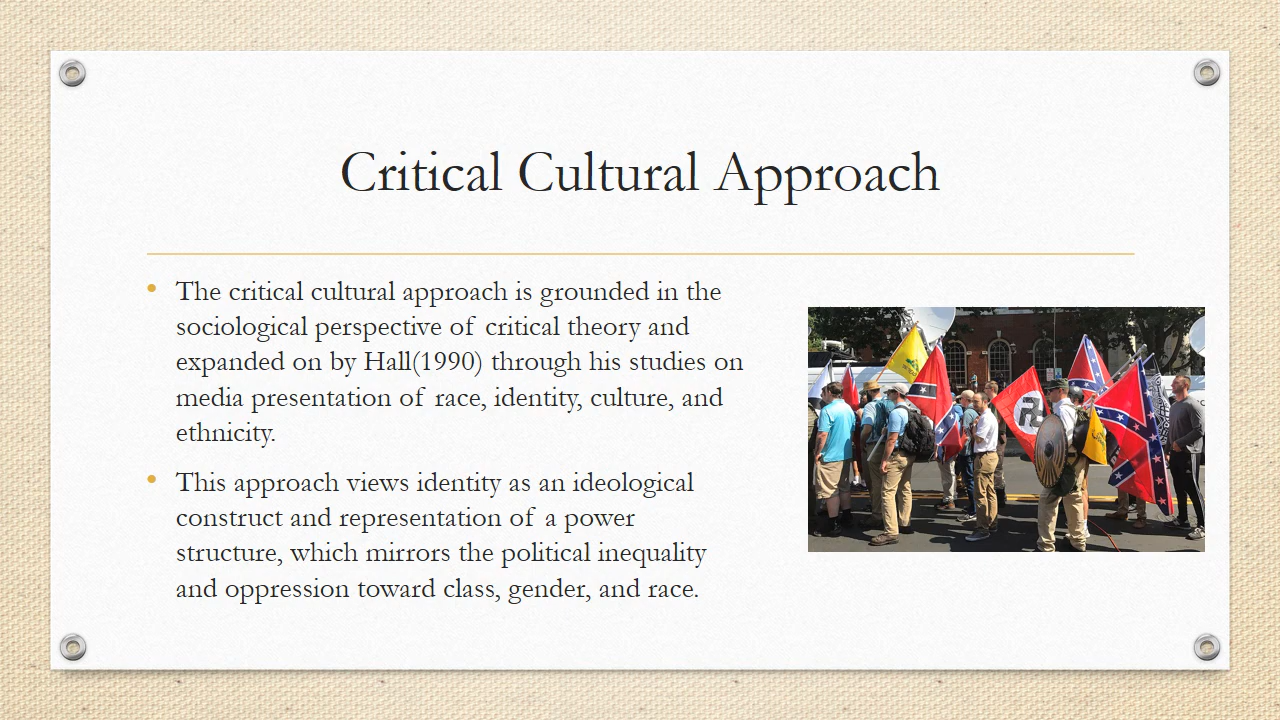 Critical Cultural Approach
• The critical cultural approach is grounded in the
sociological perspective of critical theory and
expanded on by Hall(1990) through his studies on
media presentation of race, identity, culture, and
ethnicity.
• This approach views identity as an ideological
construct and representation of a power
structure, which mirrors the political inequality
and oppression toward class, gender, and race.